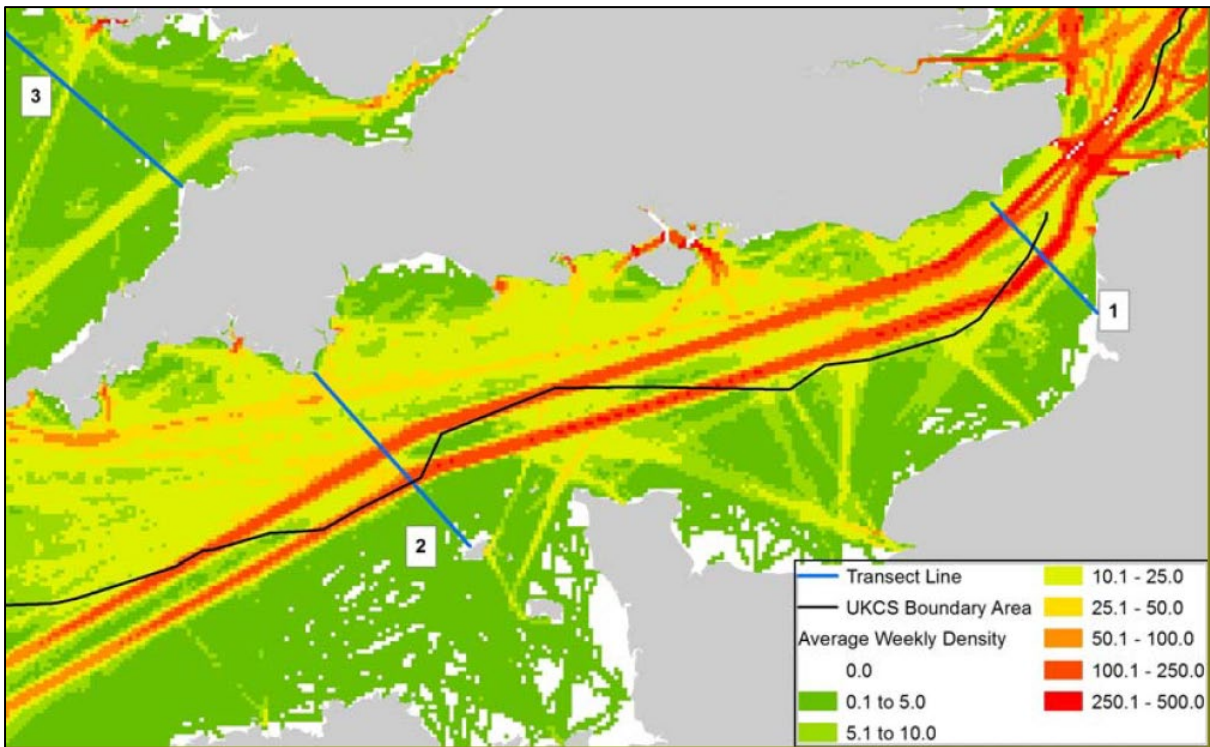 3
1
2
Transect Line
UKCS Boundary Area
Average Weekly Density
0.0
0.1 to 5.0
5.1 to 10.0
10.1 - 25.0
25.1 - 50.0
50.1 - 100.0
100.1 - 250.0
250.1 - 500.0